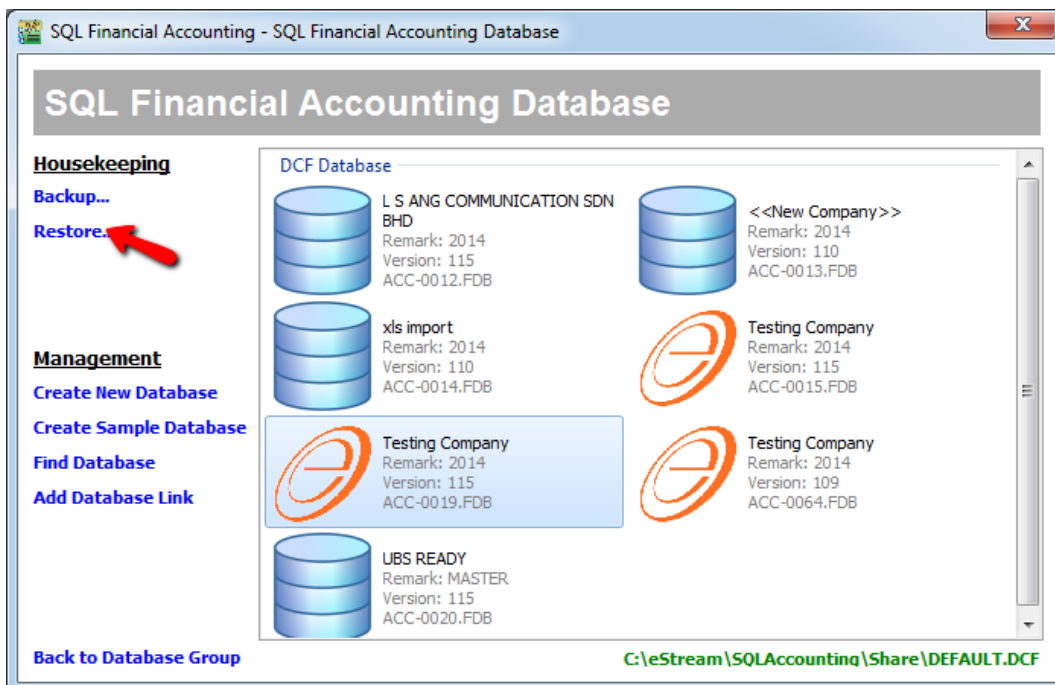 SQL Financial Accounting - SQL Financial Accounting Database
SQL Financial Accounting Database
Housekeeping
Backup...
Restore..
Management
Create New Database
Create Sample Database
Find Database
Add Database Link
DCF Database
L S ANG COMMUNICATION SDN
BHD
Remark: 2014
Version: 115
ACC-0012.FDB
<<New Company>>
Remark: 2014
Version: 110
ACC-0013.FDB
xls import
Remark: 2014
Version: 110
ACC-0014.FDB
Testing Company
Remark: 2014
Version: 115
ACC-0015.FDB
Testing Company
Remark: 2014
Version: 115
ACC-0019.FDB
Testing Company
Remark: 2014
Version: 109
ACC-0064.FDB
UBS READY
Remark: MASTER
Version: 115
ACC-0020.FDB
Back to Database Group
C:\eStream\SQLAccounting\Share\DEFAULT.DCF